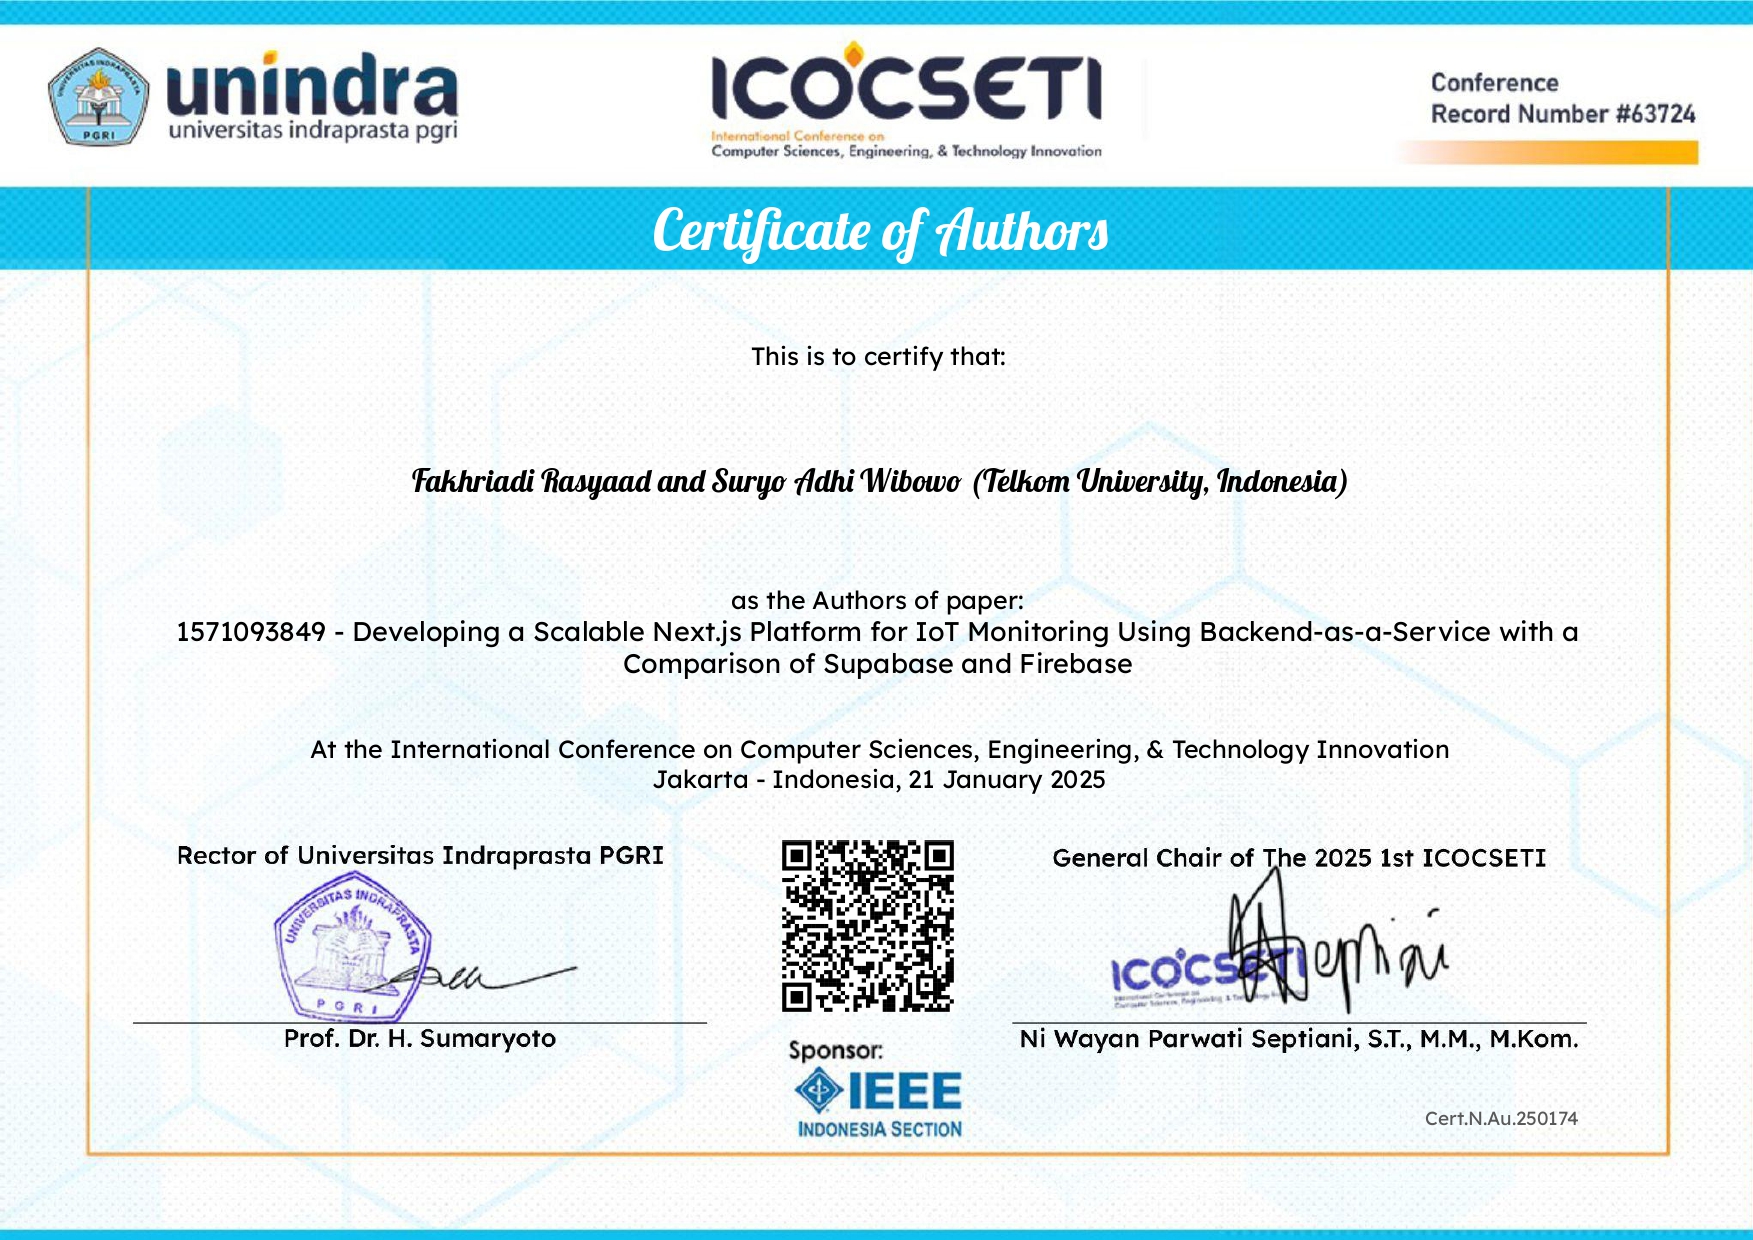 UNIVERSITAS INDRAPRASTA
PGRI
unindra
universitas indraprasta pgri
ICOCSETI
International Conference on
Computer Sciences, Engineering, & Technology Innovation
Conference
Record Number #63724
Certificate of Authors
This is to certify that:
Fakhriadi Rasyaad and Suryo Adhi Wibowo (Telkom University, Indonesia)
as the Authors of paper:
1571093849 - Developing a Scalable Next.js Platform for IoT Monitoring Using Backend-as-a-Service with a
Comparison of Supabase and Firebase
At the International Conference on Computer Sciences, Engineering, & Technology Innovation
Jakarta - Indonesia, 21 January 2025
Rector of Universitas Indraprasta PGRI
UNIVERSITAS INDRAPRASTA
PGRI
Prof. Dr. H. Sumaryoto
General Chair of The 2025 1st ICOCSETI
ICOCSETI
Septiani
Ni Wayan Parwati Septiani, S.T., M.M., M.Kom.
Sponsor:
IEEE
INDONESIA SECTION
Cert.N.Au.250174